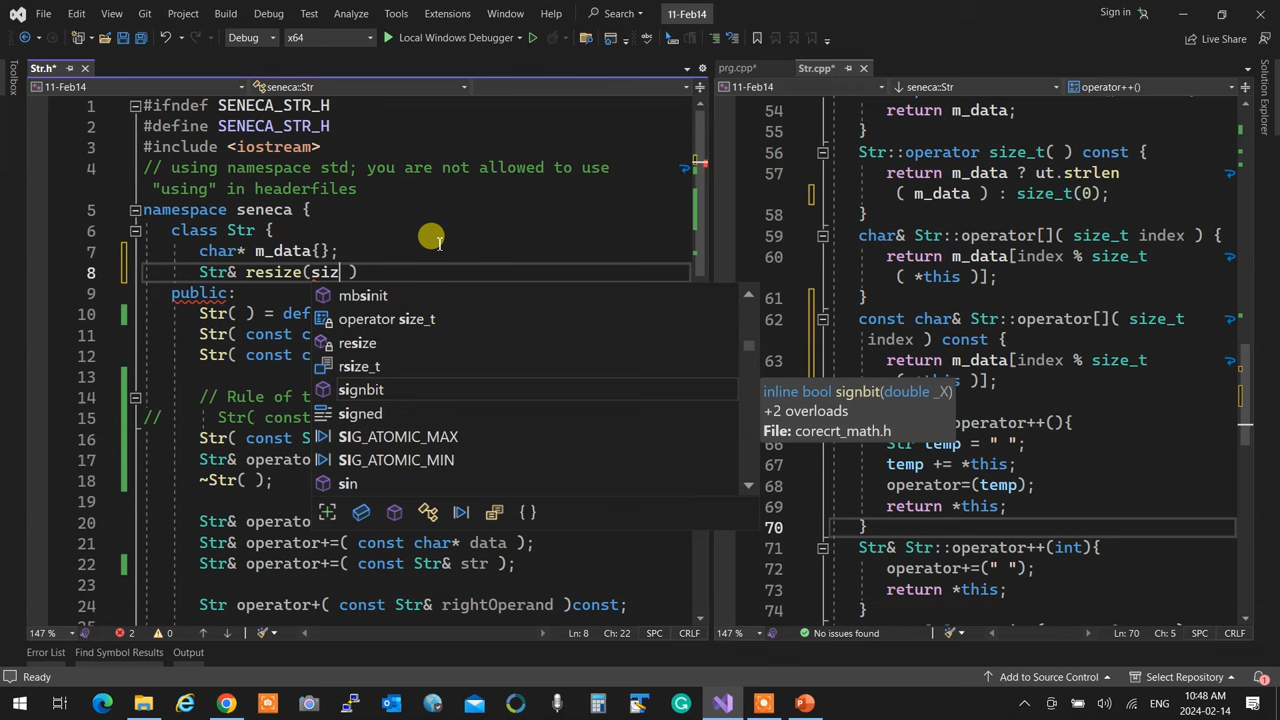 File Edit View Git Project Build Debug Test Analyze Tools Extensions Window Help Search 11-Feb14 Sign in
Debug x64 Local Windows Debugger Live Share
Toolbox
Solution Explorer
Str.h*
prg.cpp* Str.cpp*
11-Feb14 seneca::Str
seneca::Str operator++()
1 #ifndef SENECA_STR_H
2 #define SENECA_STR_H
3 #include <iostream>
4 // using namespace std; you are not allowed to use
"using" in headerfiles
5 namespace seneca {
6 class Str {
7 char* m_data{};
8 Str& resize(siz )
9 public:
10 Str( ) = def
11 Str( const c
12 Str( const c
13
14 // Rule of t
15 // Str( const
16 Str( const S
17 Str& operato
18 ~Str( );
19
20 Str& operato
21 Str& operator+=( const char* data );
22 Str& operator+=( const Str& str );
23
24 Str operator+( const Str& rightOperand )const;
mbsinit
operator size_t
resize
rsize_t
signbit
signed
SIG_ATOMIC_MAX
SIG_ATOMIC_MIN
sin
inline bool signbit(double _X)
+2 overloads
File: corecrt_math.h
54 return m_data;
55 }
56 Str::operator size_t( ) const {
57 return m_data ? ut.strlen
( m_data ) : size_t(0);
58 }
59 char& Str::operator[]( size_t index ) {
60 return m_data[index % size_t
( *this )];
61 }
62 const char& Str::operator[]( size_t
index ) const {
63 return m_data[index % size_t
)];
operator++(){
66 Str temp = " ";
67 temp += *this;
68 operator=(temp);
69 return *this;
70 }
71 Str& Str::operator++(int){
72 operator+=(" ");
73 return *this;
74 }
147 % 2 0 Ln: 8 Ch: 22 SPC CRLF
147 % No issues found Ln: 70 Ch: 5 SPC CRLF
Error List Find Symbol Results Output
Ready Add to Source Control Select Repository 1
ENG 10:48 AM
2024-02-14